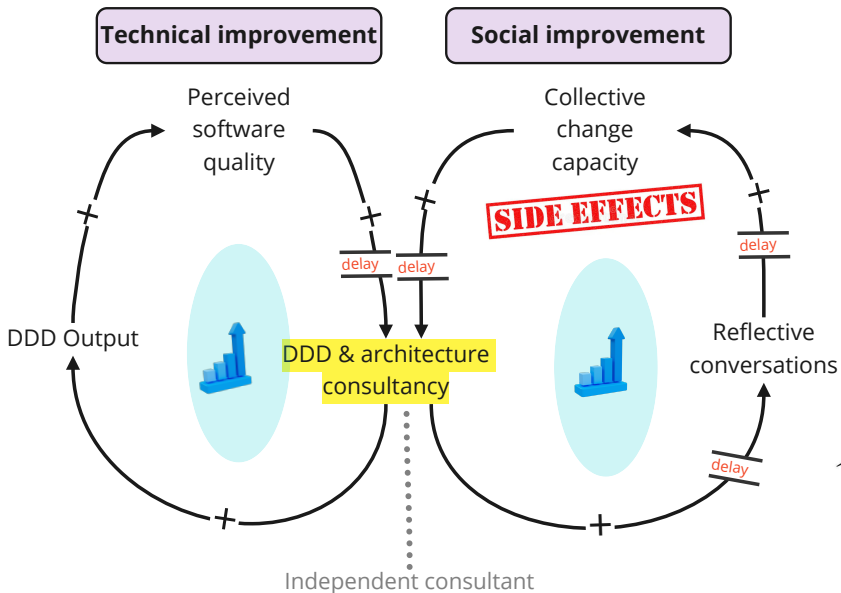 Technical improvement
Social improvement
Perceived
software
quality
Collective
change
capacity
+
+
+
+
SIDE EFFECTS
delay
delay
delay
DDD Output
DDD & architecture
consultancy
Reflective
conversations
delay
+
+
Independent consultant